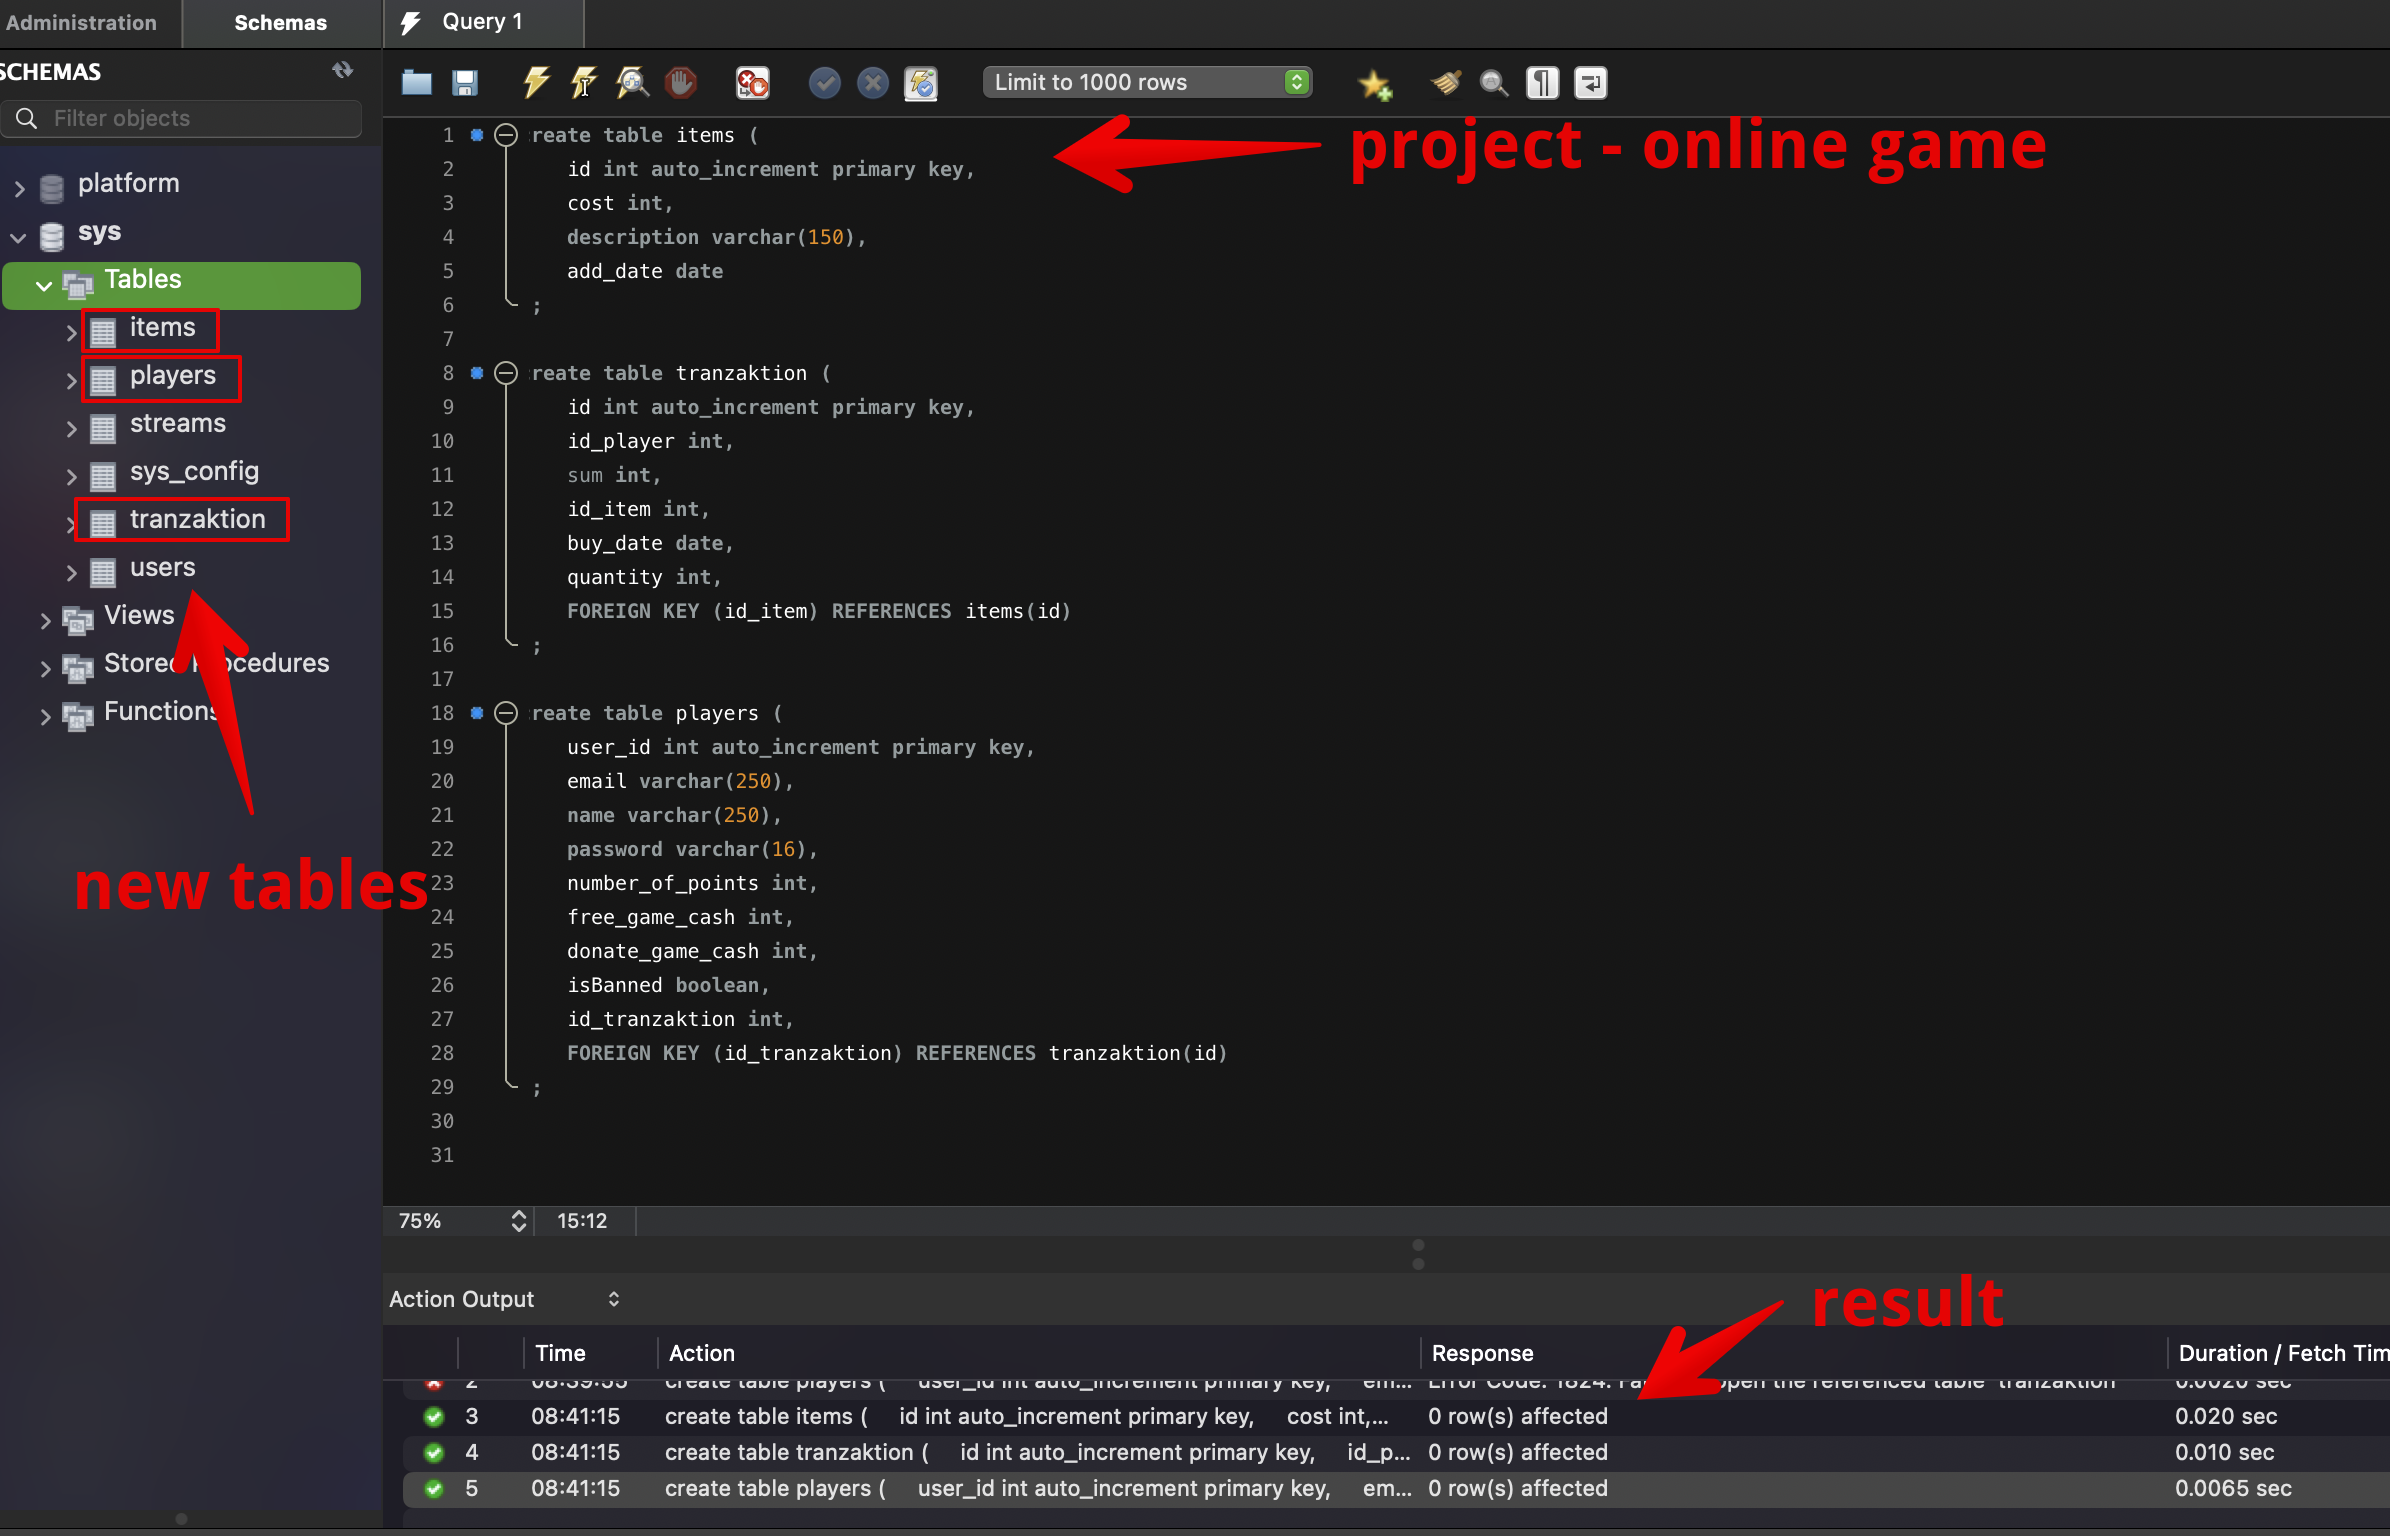 Administration
Schemas
Query 1
SCHEMAS
Filter objects
Limit to 1000 rows
platform
sys
Tables
items
players
streams
sys_config
tranzaktion
users
Views
Stored Procedures
Functions
new tables
project - online game
1 reate table items (
2 id int auto_increment primary key,
3 cost int,
4 description varchar(150),
5 add_date date
6 ;
7
8 reate table tranzaktion (
9 id int auto_increment primary key,
10 id_player int,
11 sum int,
12 id_item int,
13 buy_date date,
14 quantity int,
15 FOREIGN KEY (id_item) REFERENCES items(id)
16 ;
17
18 reate table players (
19 user_id int auto_increment primary key,
20 email varchar(250),
21 name varchar(250),
22 password varchar(16),
23 number_of_points int,
24 free_game_cash int,
25 donate_game_cash int,
26 isBanned boolean,
27 id_tranzaktion int,
28 FOREIGN KEY (id_tranzaktion) REFERENCES tranzaktion(id)
29 ;
30
31
75% 15:12
Action Output
result
Time Action Response Duration / Fetch Tim
2 08:39:55 create table players ( user_id int auto_increment primary key, em... Error Code: 1824. open the referenced table 'tranzaktion' 0.0020 sec
3 08:41:15 create table items ( id int auto_increment primary key, cost int,... 0 row(s) affected 0.020 sec
4 08:41:15 create table tranzaktion ( id int auto_increment primary key, id_p... 0 row(s) affected 0.010 sec
5 08:41:15 create table players ( user_id int auto_increment primary key, em... 0 row(s) affected 0.0065 sec